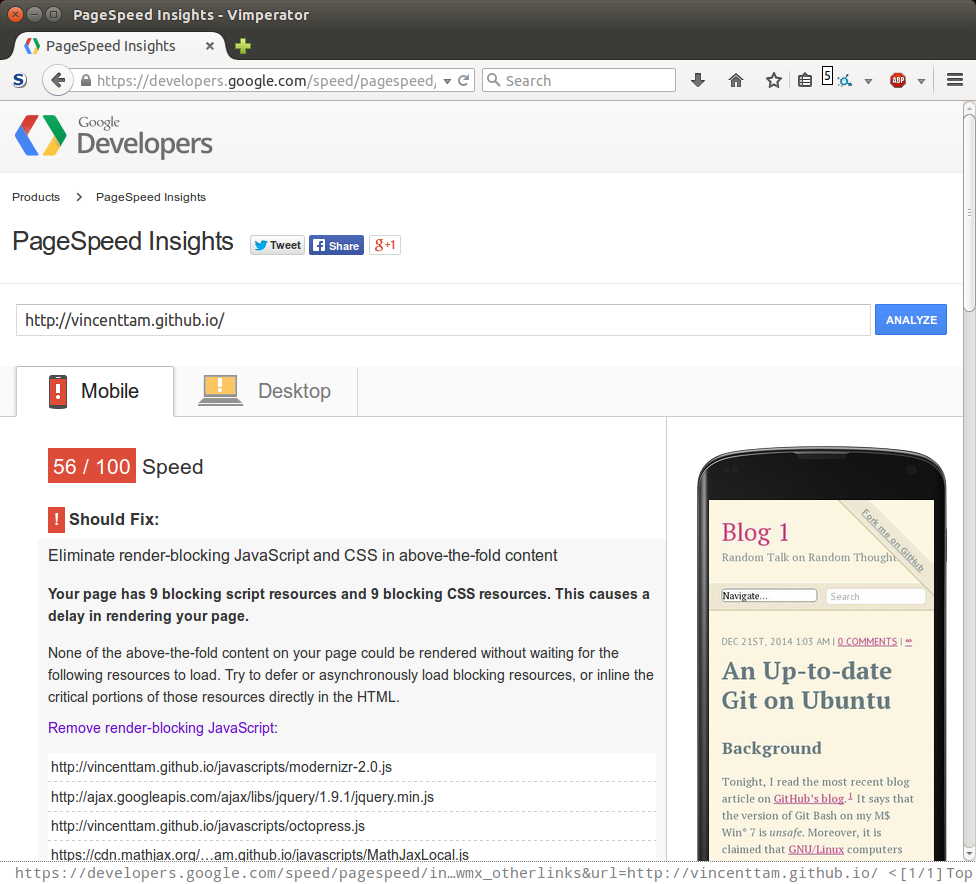 PageSpeed Insights - Vimperator
PageSpeed Insights
https://developers.google.com/speed/pagespeed,
Search
5
ABP
Google
Developers
Products > PageSpeed Insights
PageSpeed Insights
Tweet
Share
g+1
http://vincenttam.github.io/
ANALYZE
Mobile
Desktop
56 / 100 Speed
! Should Fix:
Eliminate render-blocking JavaScript and CSS in above-the-fold content
Your page has 9 blocking script resources and 9 blocking CSS resources. This causes a
delay in rendering your page.
None of the above-the-fold content on your page could be rendered without waiting for the
following resources to load. Try to defer or asynchronously load blocking resources, or inline the
critical portions of those resources directly in the HTML.
Remove render-blocking JavaScript:
http://vincenttam.github.io/javascripts/modernizr-2.0.js
http://ajax.googleapis.com/ajax/libs/jquery/1.9.1/jquery.min.js
http://vincenttam.github.io/javascripts/octopress.js
https://cdn.mathjax.org/…am.github.io/javascripts/MathJaxLocal.js
Fork me on GitHub
Blog 1
Random Talk on Random Thought
Navigate...
Search
DEC 21ST, 2014 1:03 AM | 0 COMMENTS | ∞
An Up-to-date
Git on Ubuntu
Background
Tonight, I read the most recent blog
article on GitHub's blog.1 It says that
the version of Git Bash on my M$
Win* 7 is unsafe. Moreover, it is
claimed that GNU/Linux computers
https://developers.google.com/speed/pagespeed/in…wmx_otherlinks&url=http://vincenttam.github.io/ <[1/1]Top